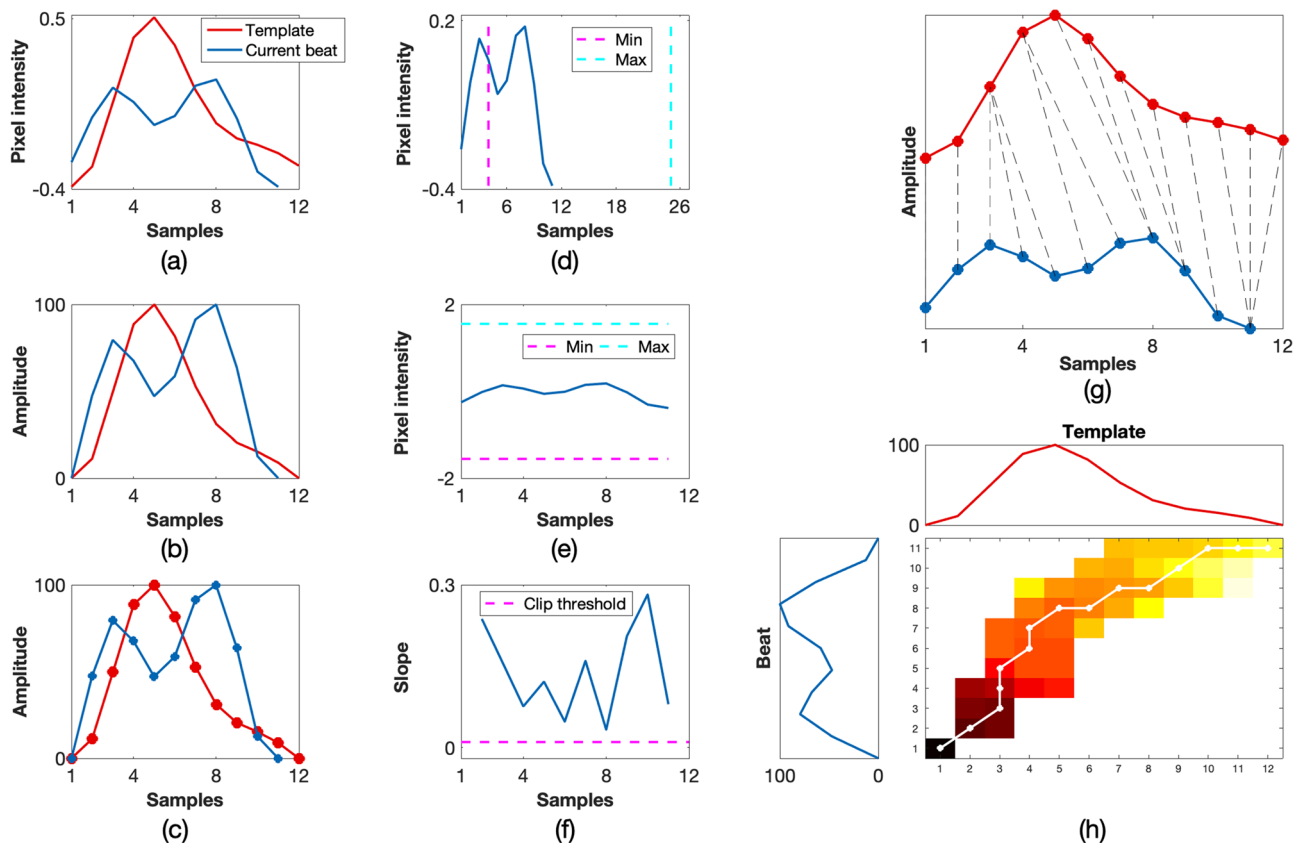 0.5
Template
Current beat
Pixel intensity
-0.4
1 4 8 12
Samples
(a)
100
Amplitude
0
1 4 8 12
Samples
(b)
100
Amplitude
0
1 4 8 12
Samples
(c)
0.2
Min
Max
Pixel intensity
-0.4
1 6 12 18 26
Samples
(d)
2
Min Max
Pixel intensity
-2
1 4 8 12
Samples
(e)
0.3
Clip threshold
Slope
0
1 4 8 12
Samples
(f)
Amplitude
1 4 8 12
Samples
(g)
Template
100
0
Beat
100 0
11
10
9
8
7
6
5
4
3
2
1
1 2 3 4 5 6 7 8 9 10 11 12
(h)